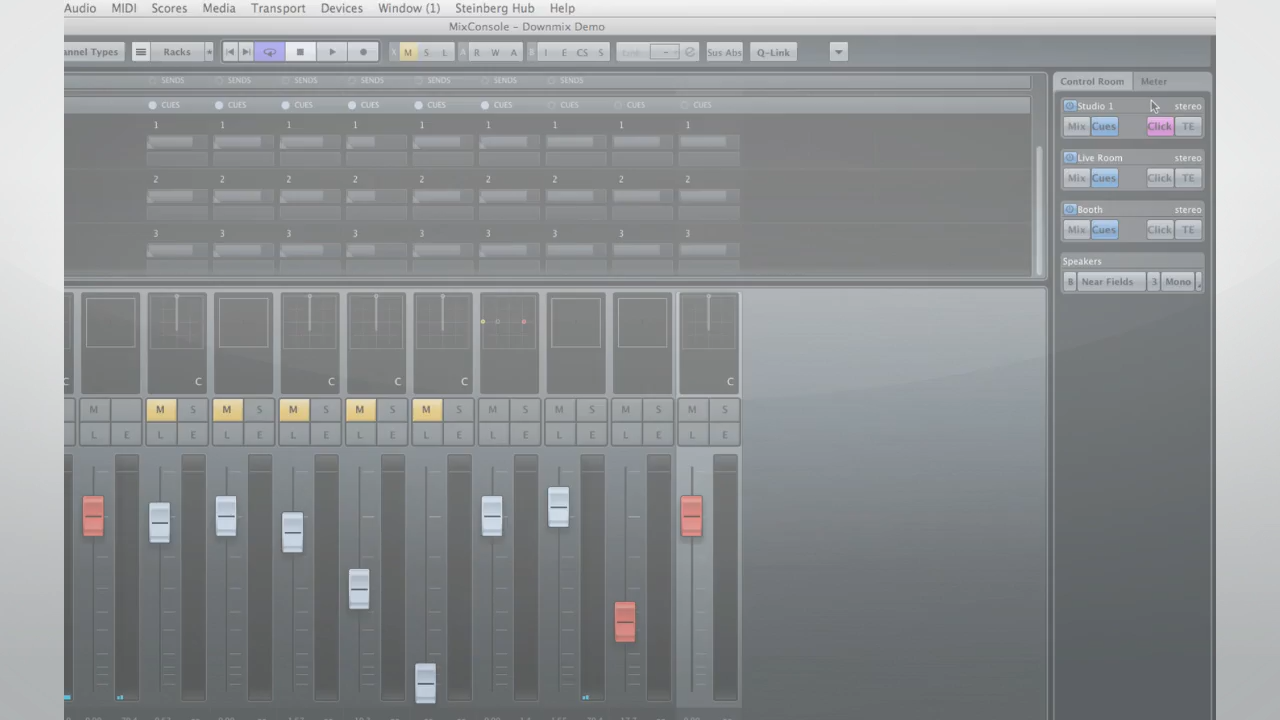 Audio MIDI Scores Media Transport Devices Window (1) Steinberg Hub Help
MixConsole – Downmix Demo
annel Types Racks M S L R W A I E CS S Sus Abs Q-Link
SENDS SENDS SENDS SENDS SENDS SENDS SENDS
CUES CUES CUES CUES CUES CUES CUES CUES CUES
1 1 1 1 1 1 1 1 1
2 2 2 2 2 2 2 2 2
3 3 3 3 3 3 3 3 3
Control Room Meter
Studio 1 stereo
Mix Cues Click TE
Live Room stereo
Mix Cues Click TE
Booth stereo
Mix Cues Click TE
Speakers
B Near Fields 3 Mono
C C C C C C
M M S M S M S M S M S M S M S M S M S
L E L E L E L E L E L E L E L E L E L E